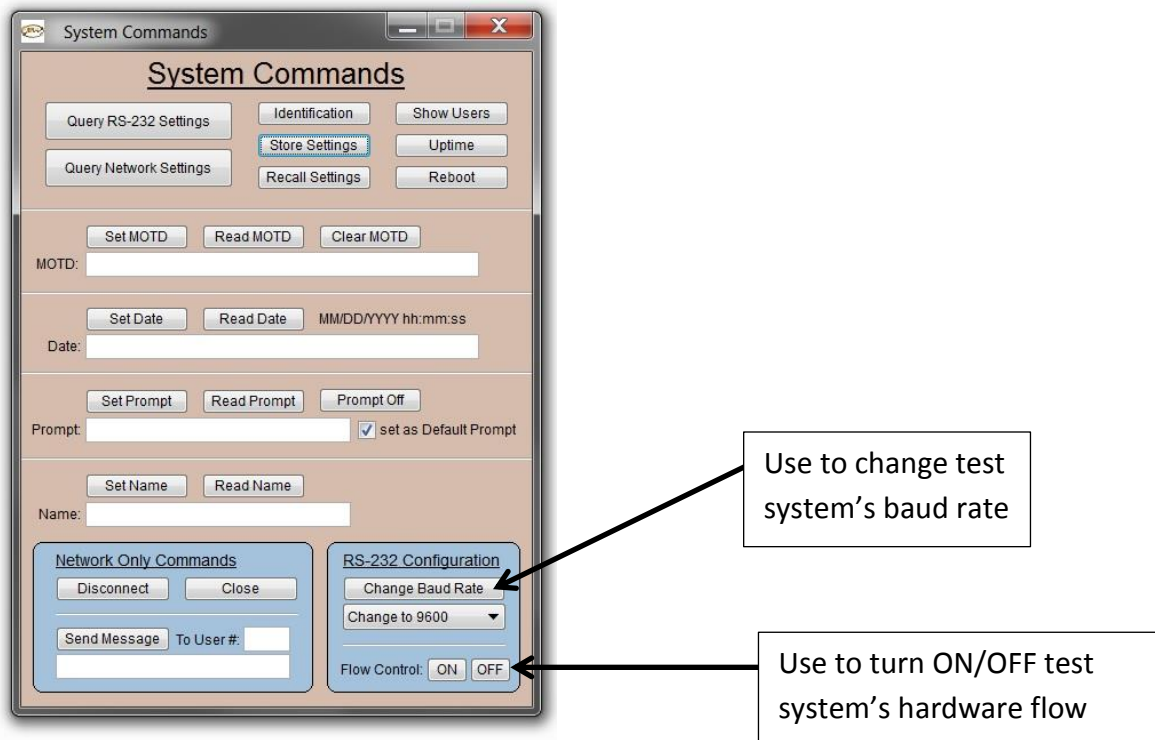 System Commands
System Commands
Query RS-232 Settings
Identification
Show Users
Store Settings
Uptime
Query Network Settings
Recall Settings
Reboot
Set MOTD Read MOTD Clear MOTD
MOTD:
Set Date Read Date MM/DD/YYYY hh:mm:ss
Date:
Set Prompt Read Prompt Prompt Off
Prompt: set as Default Prompt
Set Name Read Name
Name:
Network Only Commands
Disconnect Close
Send Message To User #:
RS-232 Configuration
Change Baud Rate
Change to 9600
Flow Control: ON OFF
Use to change test
system’s baud rate
Use to turn ON/OFF test
system’s hardware flow